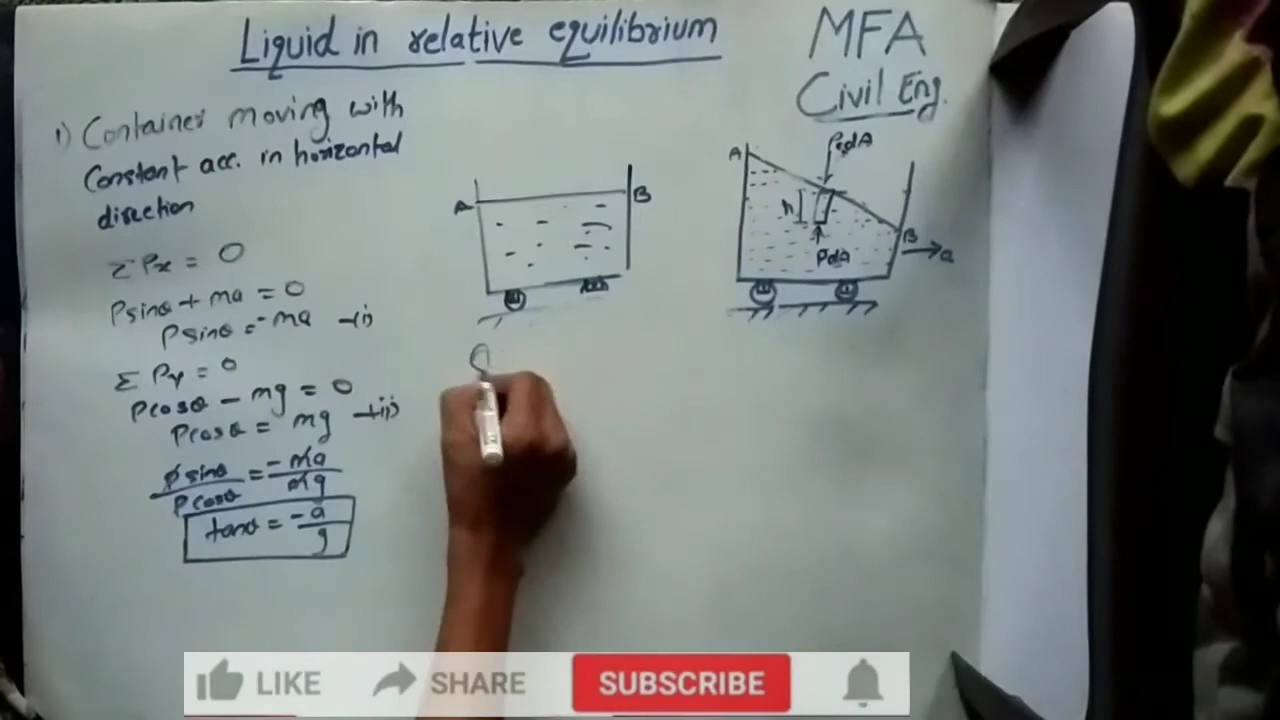 Liquid in relative equilibrium
MFA
Civil Eng.
1) Container moving with
Constant acc. in horizontal
direction
ΣPx = 0
Psinθ + ma = 0
Psinθ = -ma -(i)
ΣPy = 0
Pcosθ - mg = 0
Pcosθ = mg -(ii)
Psinθ/Pcosθ = -ma/mg
tanθ = -a/g
A
B
A
P₀dA
h
PdA
B
a
LIKE
SHARE
SUBSCRIBE